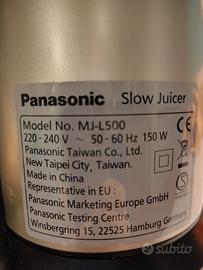 Panasonic Slow Juicer
Model No. MJ-L500
220 - 240 V ~ 50 - 60 Hz 150 W
Panasonic Taiwan Co., Ltd.
New Taipei City, Taiwan.
Made in China
Representative in EU :
Panasonic Marketing Europe GmbH
Panasonic Testing Centre
Winsbergring 15, 22525 Hamburg Germany
subito